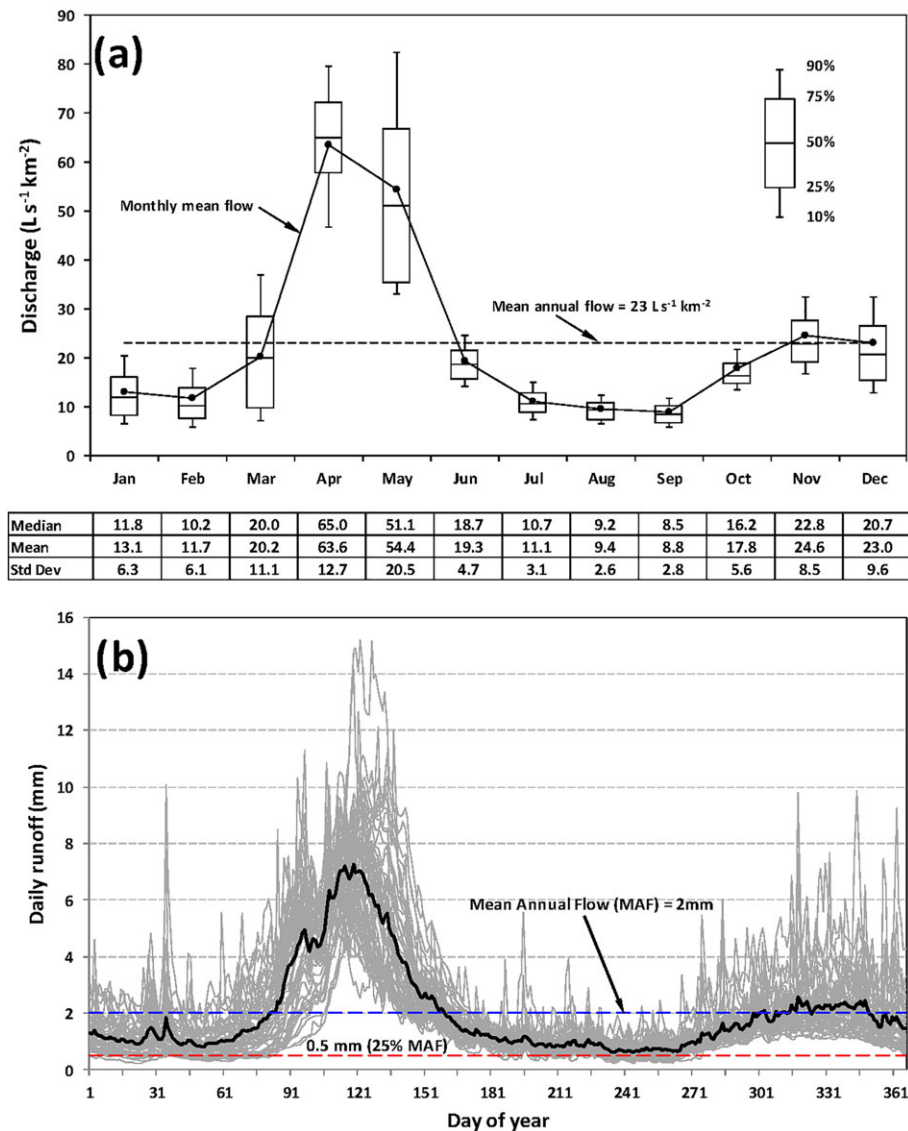 (a)
90
80
70
60
50
40
30
20
10
0
Discharge (L s⁻¹ km⁻²)
Monthly mean flow
Mean annual flow = 23 L s⁻¹ km⁻²
90%
75%
50%
25%
10%
Jan Feb Mar Apr May Jun Jul Aug Sep Oct Nov Dec
Median 11.8 10.2 20.0 65.0 51.1 18.7 10.7 9.2 8.5 16.2 22.8 20.7
Mean 13.1 11.7 20.2 63.6 54.4 19.3 11.1 9.4 8.8 17.8 24.6 23.0
Std Dev 6.3 6.1 11.1 12.7 20.5 4.7 3.1 2.6 2.8 5.6 8.5 9.6
(b)
16
14
12
10
8
6
4
2
0
Daily runoff (mm)
Mean Annual Flow (MAF) = 2mm
0.5 mm (25% MAF)
1 31 61 91 121 151 181 211 241 271 301 331 361
Day of year